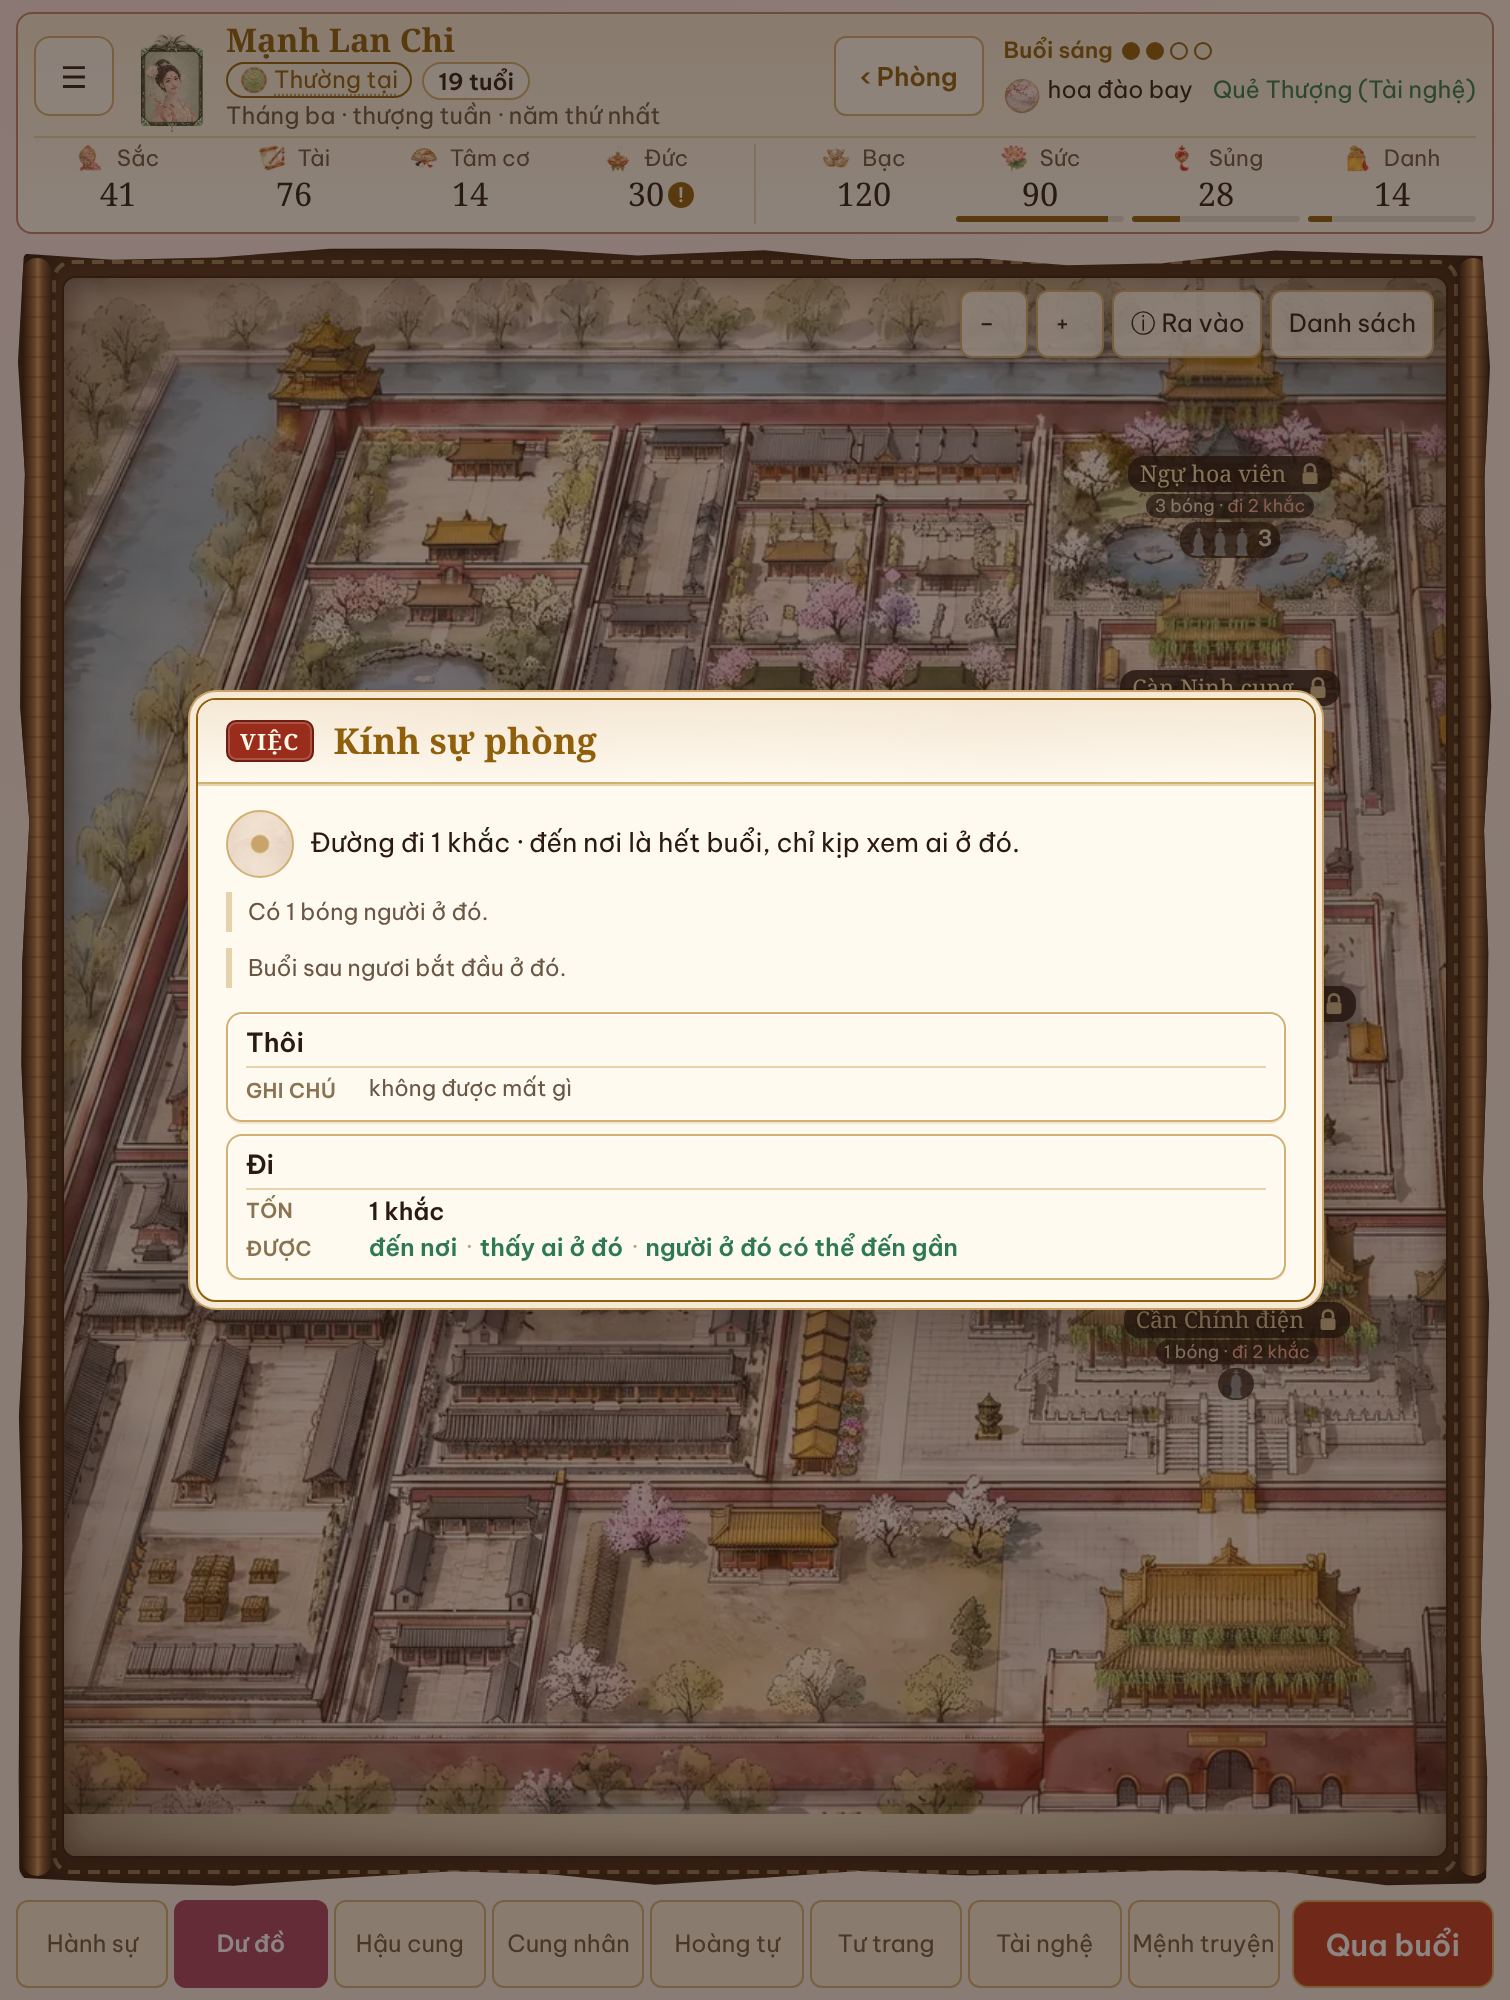 ☰
Mạnh Lan Chi
Thường tại
19 tuổi
Tháng ba · thượng tuần · năm thứ nhất
‹ Phòng
Buổi sáng
hoa đào bay
Quẻ Thượng (Tài nghệ)
Sắc
41
Tài
76
Tâm cơ
14
Đức
30 !
Bạc
120
Sức
90
Sủng
28
Danh
14
−
+
ⓘ Ra vào
Danh sách
Ngự hoa viên
3 bóng · đi 2 khắc
3
Càn Ninh cung
VIỆC
Kính sự phòng
Đường đi 1 khắc · đến nơi là hết buổi, chỉ kịp xem ai ở đó.
Có 1 bóng người ở đó.
Buổi sau ngươi bắt đầu ở đó.
Thôi
GHI CHÚ không được mất gì
Đi
TỐN 1 khắc
ĐƯỢC đến nơi · thấy ai ở đó · người ở đó có thể đến gần
Cần Chính điện
1 bóng · đi 2 khắc
Hành sự
Dư đồ
Hậu cung
Cung nhân
Hoàng tự
Tư trang
Tài nghệ
Mệnh truyện
Qua buổi